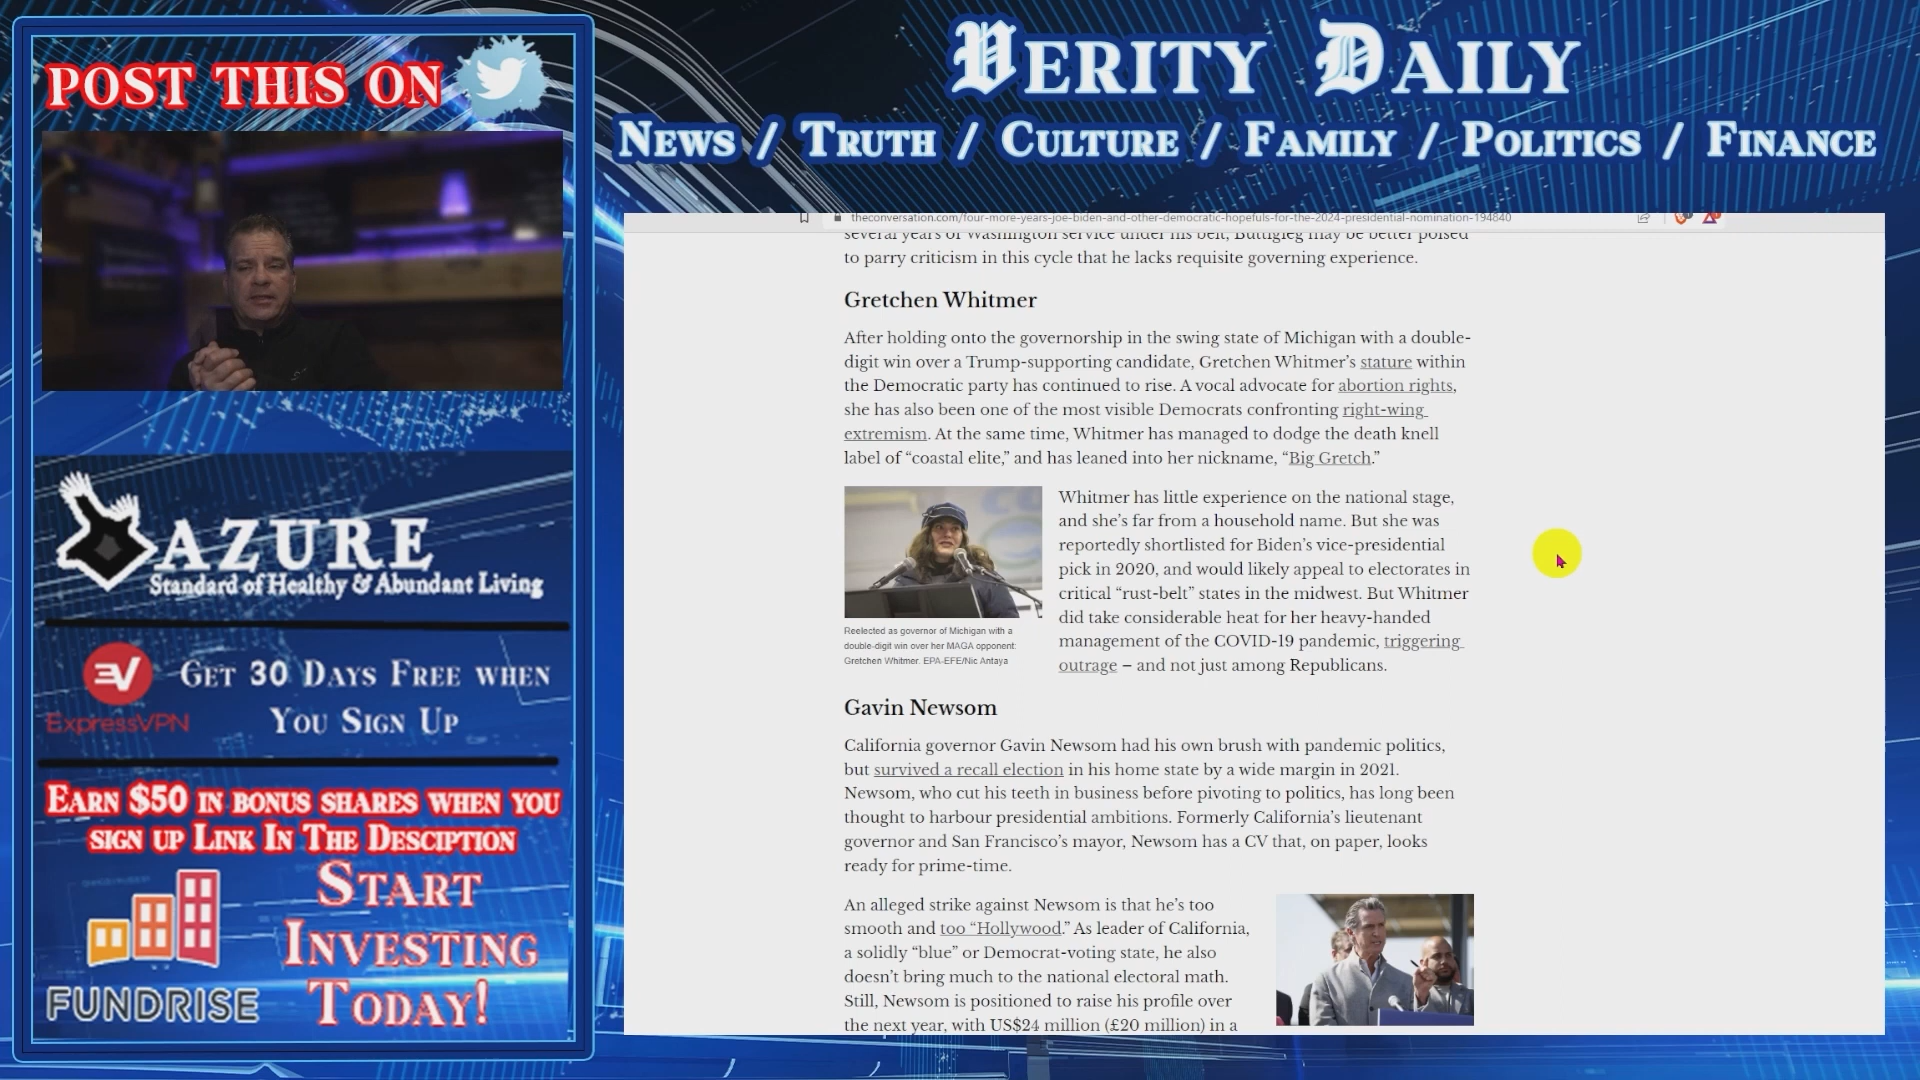 POST THIS ON
VERITY DAILY
NEWS / TRUTH / CULTURE / FAMILY / POLITICS / FINANCE
AZURE
Standard of Healthy & Abundant Living
EV
ExpressVPN
GET 30 DAYS FREE WHEN
YOU SIGN UP
EARN $50 IN BONUS SHARES WHEN YOU
SIGN UP LINK IN THE DESCIPTION
START
INVESTING
TODAY!
FUNDRISE
theconversation.com/four-more-years-joe-biden-and-other-democratic-hopefuls-for-the-2024-presidential-nomination-194840
several years of Washington service under his belt, Buttigieg may be better poised
to parry criticism in this cycle that he lacks requisite governing experience.
Gretchen Whitmer
After holding onto the governorship in the swing state of Michigan with a double-
digit win over a Trump-supporting candidate, Gretchen Whitmer’s stature within
the Democratic party has continued to rise. A vocal advocate for abortion rights,
she has also been one of the most visible Democrats confronting right-wing
extremism. At the same time, Whitmer has managed to dodge the death knell
label of “coastal elite,” and has leaned into her nickname, “Big Gretch.”
Whitmer has little experience on the national stage,
and she’s far from a household name. But she was
reportedly shortlisted for Biden’s vice-presidential
pick in 2020, and would likely appeal to electorates in
critical “rust-belt” states in the midwest. But Whitmer
did take considerable heat for her heavy-handed
management of the COVID-19 pandemic, triggering
outrage – and not just among Republicans.
Reelected as governor of Michigan with a
double-digit win over her MAGA opponent:
Gretchen Whitmer. EPA-EFE/Nic Antaya
Gavin Newsom
California governor Gavin Newsom had his own brush with pandemic politics,
but survived a recall election in his home state by a wide margin in 2021.
Newsom, who cut his teeth in business before pivoting to politics, has long been
thought to harbour presidential ambitions. Formerly California’s lieutenant
governor and San Francisco’s mayor, Newsom has a CV that, on paper, looks
ready for prime-time.
An alleged strike against Newsom is that he’s too
smooth and too “Hollywood.” As leader of California,
a solidly “blue” or Democrat-voting state, he also
doesn’t bring much to the national electoral math.
Still, Newsom is positioned to raise his profile over
the next year, with US$24 million (£20 million) in a